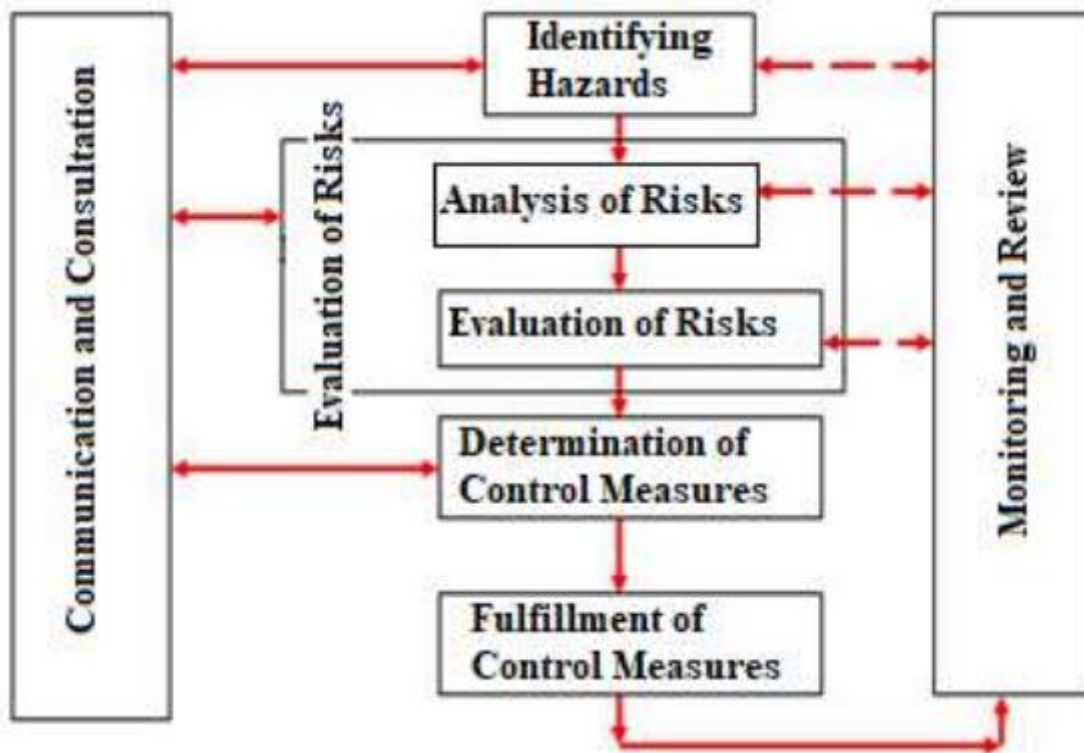 Communication and Consultation
Identifying
Hazards
Evaluation of Risks
Analysis of Risks
Evaluation of Risks
Determination of
Control Measures
Fulfillment of
Control Measures
Monitoring and Review